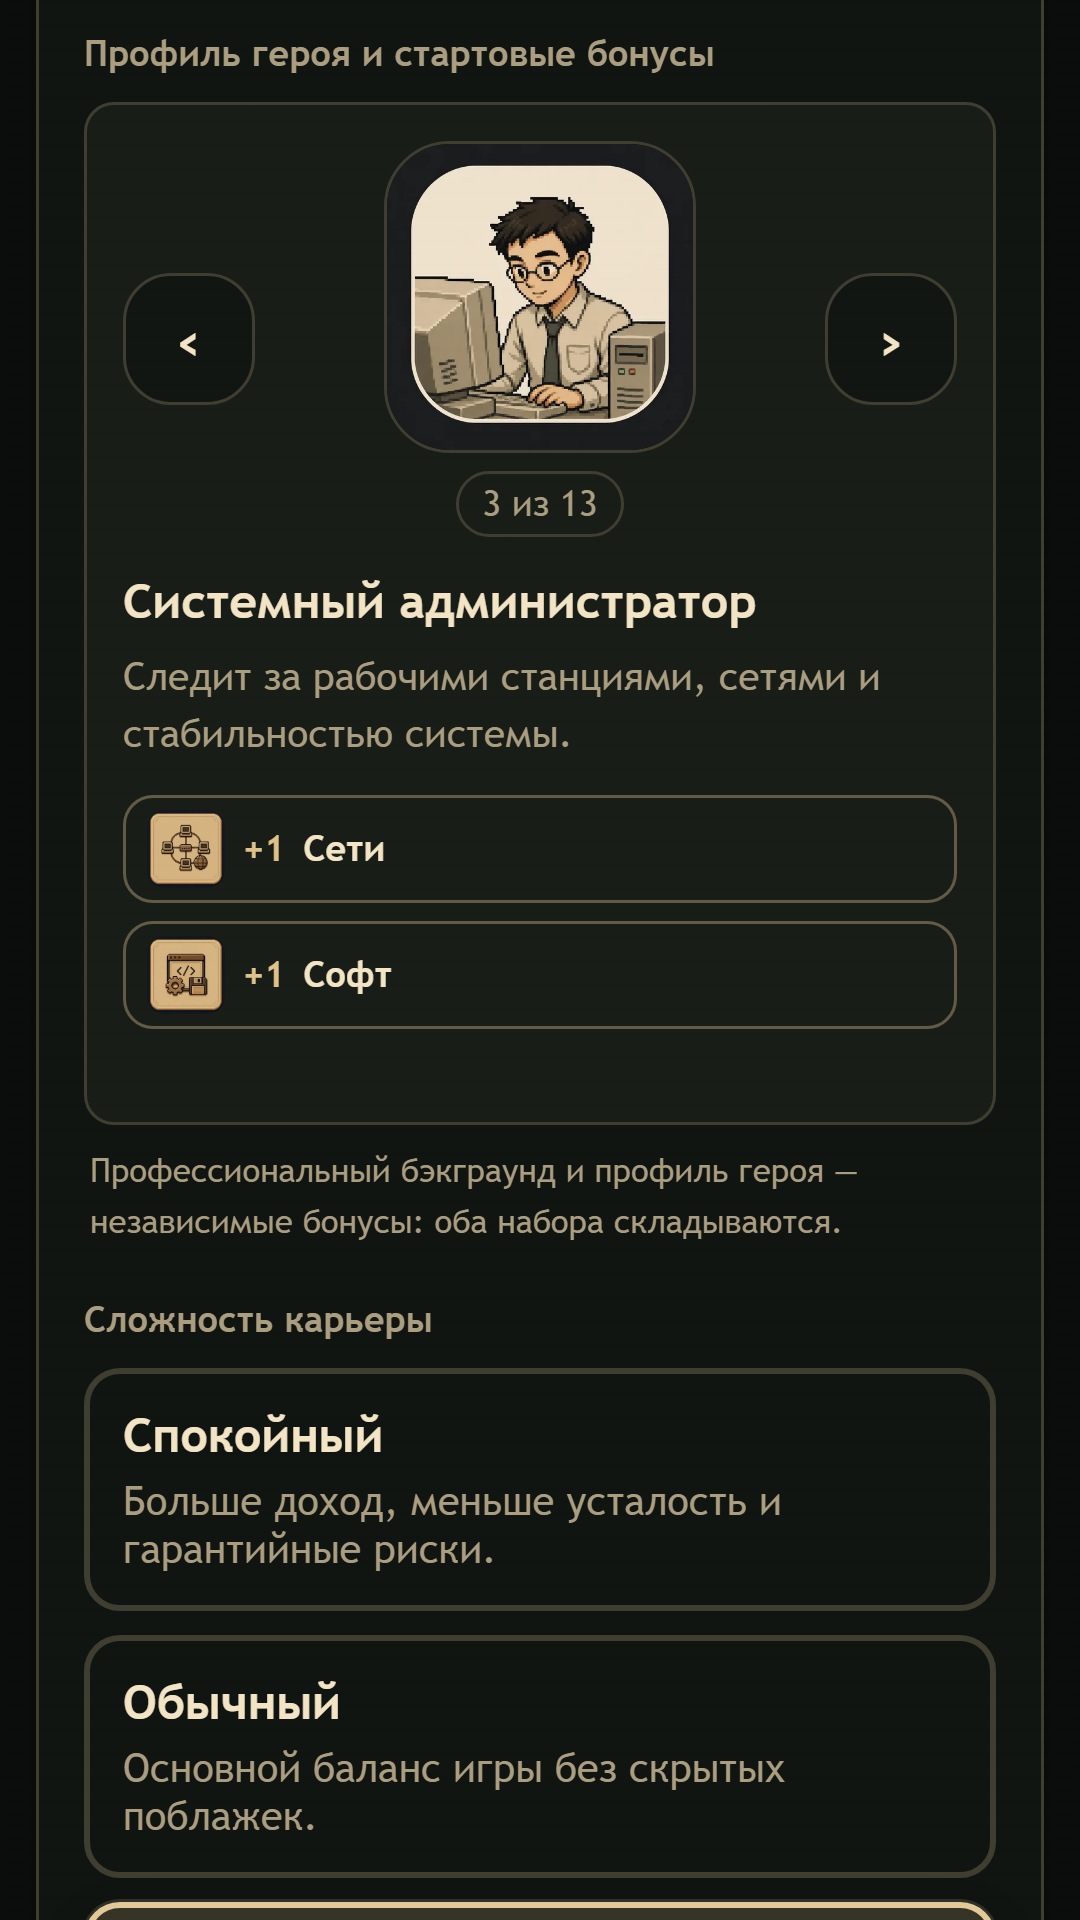 Профиль героя и стартовые бонусы
<
>
3 из 13
Системный администратор
Следит за рабочими станциями, сетями и
стабильностью системы.
+1 Сети
</>
+1 Софт
Профессиональный бэкграунд и профиль героя —
независимые бонусы: оба набора складываются.
Сложность карьеры
Спокойный
Больше доход, меньше усталость и
гарантийные риски.
Обычный
Основной баланс игры без скрытых
поблажек.